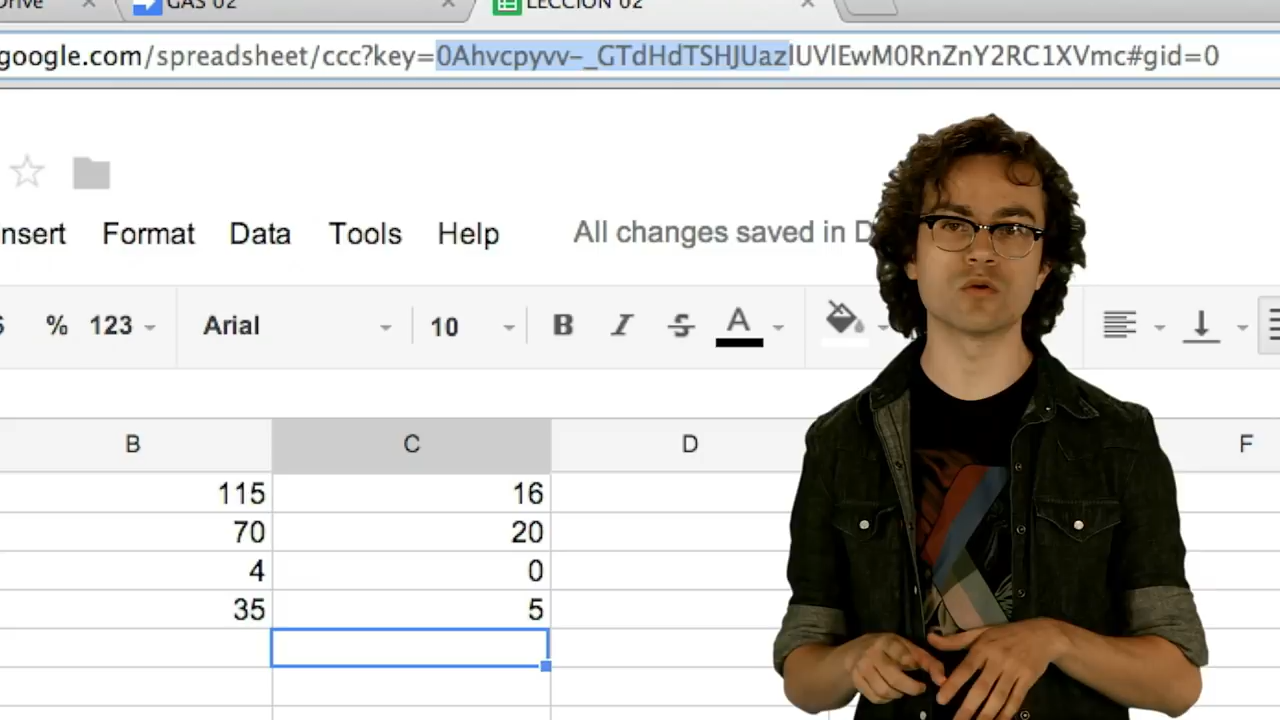 Drive GAS 02 LECCION 02
google.com/spreadsheet/ccc?key=0Ahvcpyvv-_GTdHdTSHJUazlUVlEwM0RnZnY2RC1XVmc#gid=0
nsert Format Data Tools Help All changes saved in D
% 123 Arial 10 B I S A
B C D F
115 16
70 20
4 0
35 5